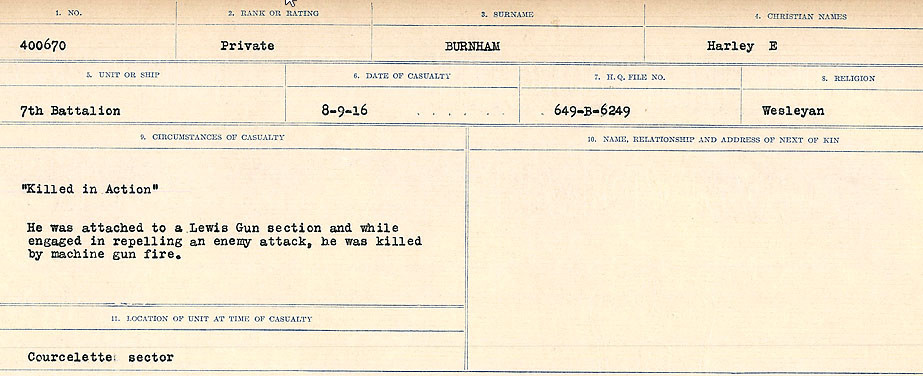 1. NO. 2. RANK OR RATING 3. SURNAME 4. CHRISTIAN NAMES
400670 Private BURNHAM Harley E
5. UNIT OR SHIP 6. DATE OF CASUALTY 7. H.Q. FILE NO. 8. RELIGION
7th Battalion 8-9-16 . . . . . . . 649-B-6249 Wesleyan
9. CIRCUMSTANCES OF CASUALTY 10. NAME, RELATIONSHIP AND ADDRESS OF NEXT OF KIN
"Killed in Action"
He was attached to a Lewis Gun section and while
engaged in repelling an enemy attack, he was killed
by machine gun fire.
11. LOCATION OF UNIT AT TIME OF CASUALTY
Courcelette sector